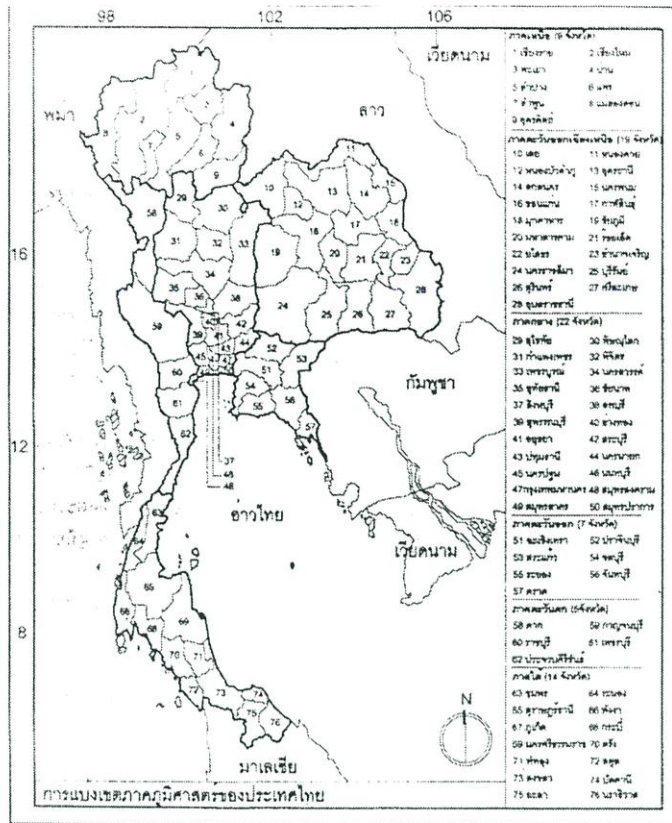 98 102 106
เวียดนาม
พม่า
ลาว
16
12
8
กัมพูชา
อ่าวไทย
เวียดนาม
มาเลเซีย
N
37
48
การแบ่งเขตภาคภูมิศาสตร์ของประเทศไทย
ภาคเหนือ (9 จังหวัด)
1 เชียงราย 2 เชียงใหม่
3 พะเยา 4 น่าน
5 ลำปาง 6 แพร่
7 ลำพูน 8 แม่ฮ่องสอน
9 อุตรดิตถ์
ภาคตะวันออกเฉียงเหนือ (19 จังหวัด)
10 เลย 11 หนองคาย
12 หนองบัวลำภู 13 อุดรธานี
14 สกลนคร 15 นครพนม
16 ขอนแก่น 17 กาฬสินธุ์
18 มุกดาหาร 19 ชัยภูมิ
20 มหาสารคาม 21 ร้อยเอ็ด
22 ยโสธร 23 อำนาจเจริญ
24 นครราชสีมา 25 บุรีรัมย์
26 สุรินทร์ 27 ศรีสะเกษ
28 อุบลราชธานี
ภาคกลาง (22 จังหวัด)
29 สุโขทัย 30 พิษณุโลก
31 กำแพงเพชร 32 พิจิตร
33 เพชรบูรณ์ 34 นครสวรรค์
35 อุทัยธานี 36 ชัยนาท
37 สิงห์บุรี 38 ลพบุรี
39 สุพรรณบุรี 40 อ่างทอง
41 อยุธยา 42 สระบุรี
43 ปทุมธานี 44 นครนายก
45 นครปฐม 46 นนทบุรี
47 กรุงเทพมหานคร 48 สมุทรสงคราม
49 สมุทรสาคร 50 สมุทรปราการ
ภาคตะวันออก (7 จังหวัด)
51 ฉะเชิงเทรา 52 ปราจีนบุรี
53 สระแก้ว 54 ชลบุรี
55 ระยอง 56 จันทบุรี
57 ตราด
ภาคตะวันตก (5จังหวัด)
58 ตาก 59 กาญจนบุรี
60 ราชบุรี 61 เพชรบุรี
62 ประจวบคีรีขันธ์
ภาคใต้ (14 จังหวัด)
63 ชุมพร 64 ระนอง
65 สุราษฎร์ธานี 66 พังงา
67 ภูเก็ต 68 กระบี่
69 นครศรีธรรมราช 70 ตรัง
71 พัทลุง 72 สตูล
73 สงขลา 74 ปัตตานี
75 ยะลา 76 นราธิวาส